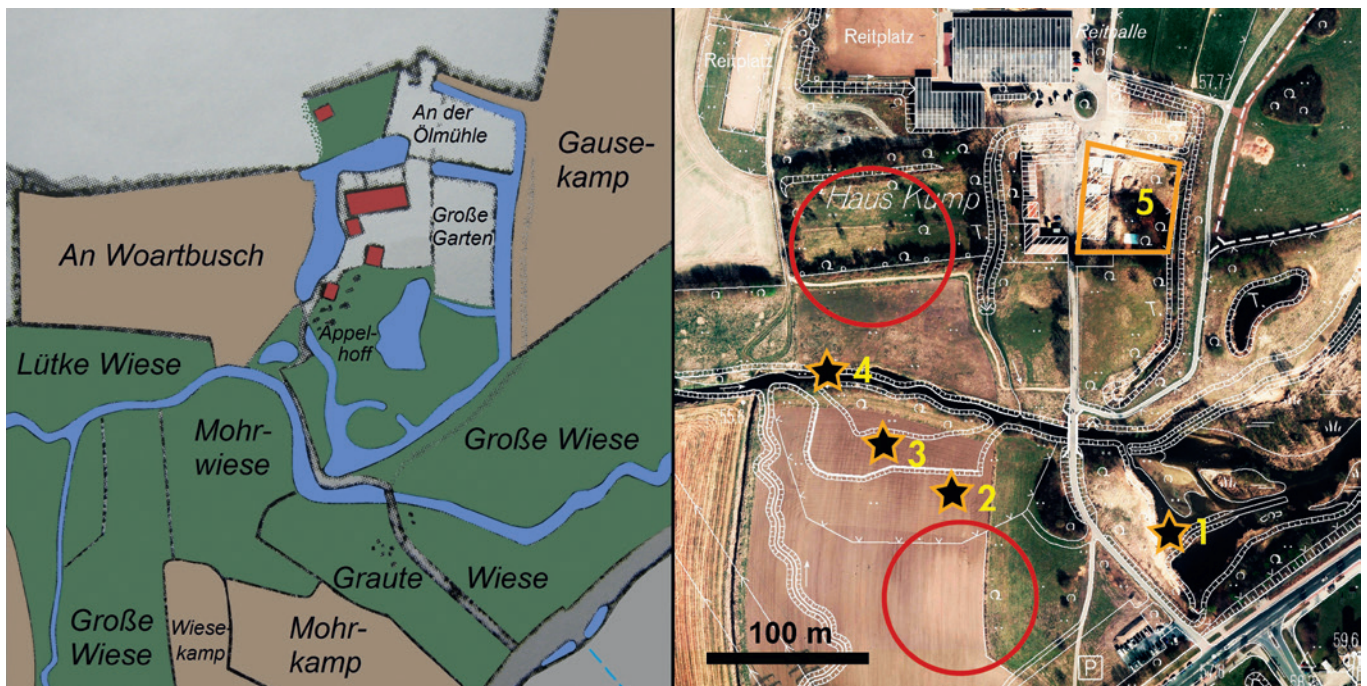 An der
Ölmühle
Gause-
kamp
Große
Garten
An Woartbusch
Appel-
hoff
Lütke Wiese
Mohr-
wiese
Große Wiese
Graute
Wiese
Große
Wiese
Wiese-
kamp
Mohr-
kamp
Reitplatz
Reitplatz
Reithalle
57.7
Haus Kump
5
4
3
2
1
100 m
P
59.6